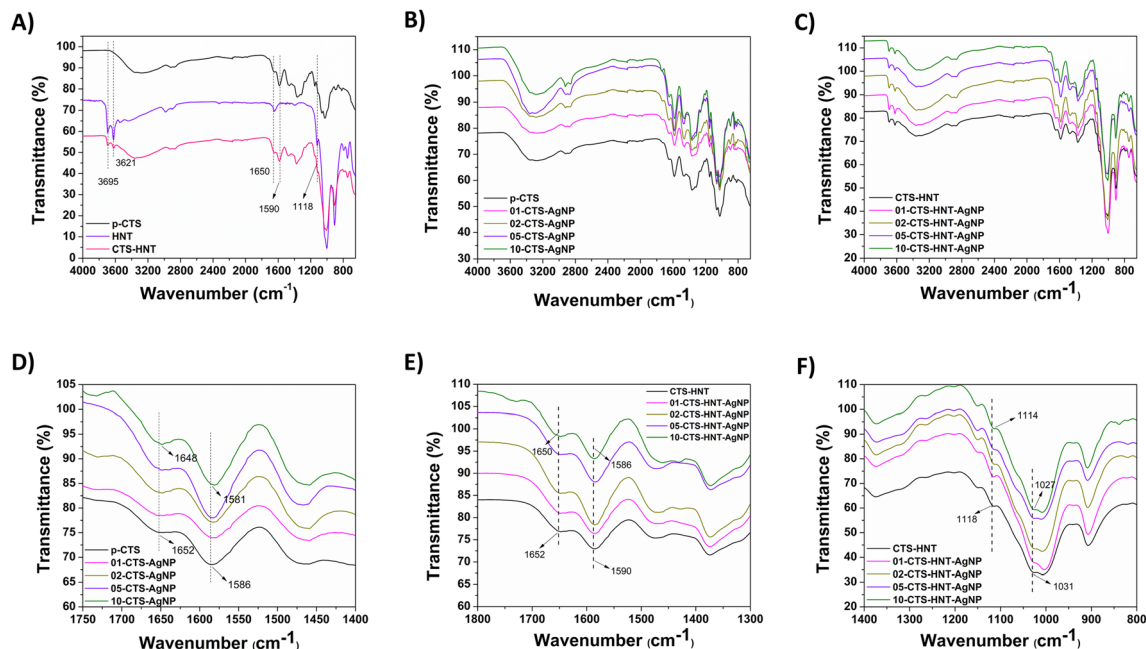 A)
Transmittance (%)
100
90
80
70
60
50
40
30
20
10
0
3621
3695
1650
1590
1118
p-CTS
HNT
CTS-HNT
4000 3600 3200 2800 2400 2000 1600 1200 800
Wavenumber (cm-1)
B)
Transmittance (%)
110
100
90
80
70
60
50
40
30
p-CTS
01-CTS-AgNP
02-CTS-AgNP
05-CTS-AgNP
10-CTS-AgNP
4000 3600 3200 2800 2400 2000 1600 1200 800
Wavenumber (cm-1)
C)
Transmittance (%)
110
100
90
80
70
60
50
40
30
20
10
0
CTS-HNT
01-CTS-HNT-AgNP
02-CTS-HNT-AgNP
05-CTS-HNT-AgNP
10-CTS-HNT-AgNP
4000 3600 3200 2800 2400 2000 1600 1200 800
Wavenumber (cm-1)
D)
Transmittance (%)
105
100
95
90
85
80
75
70
65
60
1648
1581
1652
1586
p-CTS
01-CTS-AgNP
02-CTS-AgNP
05-CTS-AgNP
10-CTS-AgNP
1750 1700 1650 1600 1550 1500 1450 1400
Wavenumber (cm-1)
E)
Transmittance (%)
110
105
100
95
90
85
80
75
70
65
60
CTS-HNT
01-CTS-HNT-AgNP
02-CTS-HNT-AgNP
05-CTS-HNT-AgNP
10-CTS-HNT-AgNP
1650
1586
1652
1590
1800 1700 1600 1500 1400 1300
Wavenumber (cm-1)
F)
Transmittance (%)
110
100
90
80
70
60
50
40
30
20
1114
1027
1118
1031
CTS-HNT
01-CTS-HNT-AgNP
02-CTS-HNT-AgNP
05-CTS-HNT-AgNP
10-CTS-HNT-AgNP
1400 1300 1200 1100 1000 900 800
Wavenumber (cm-1)